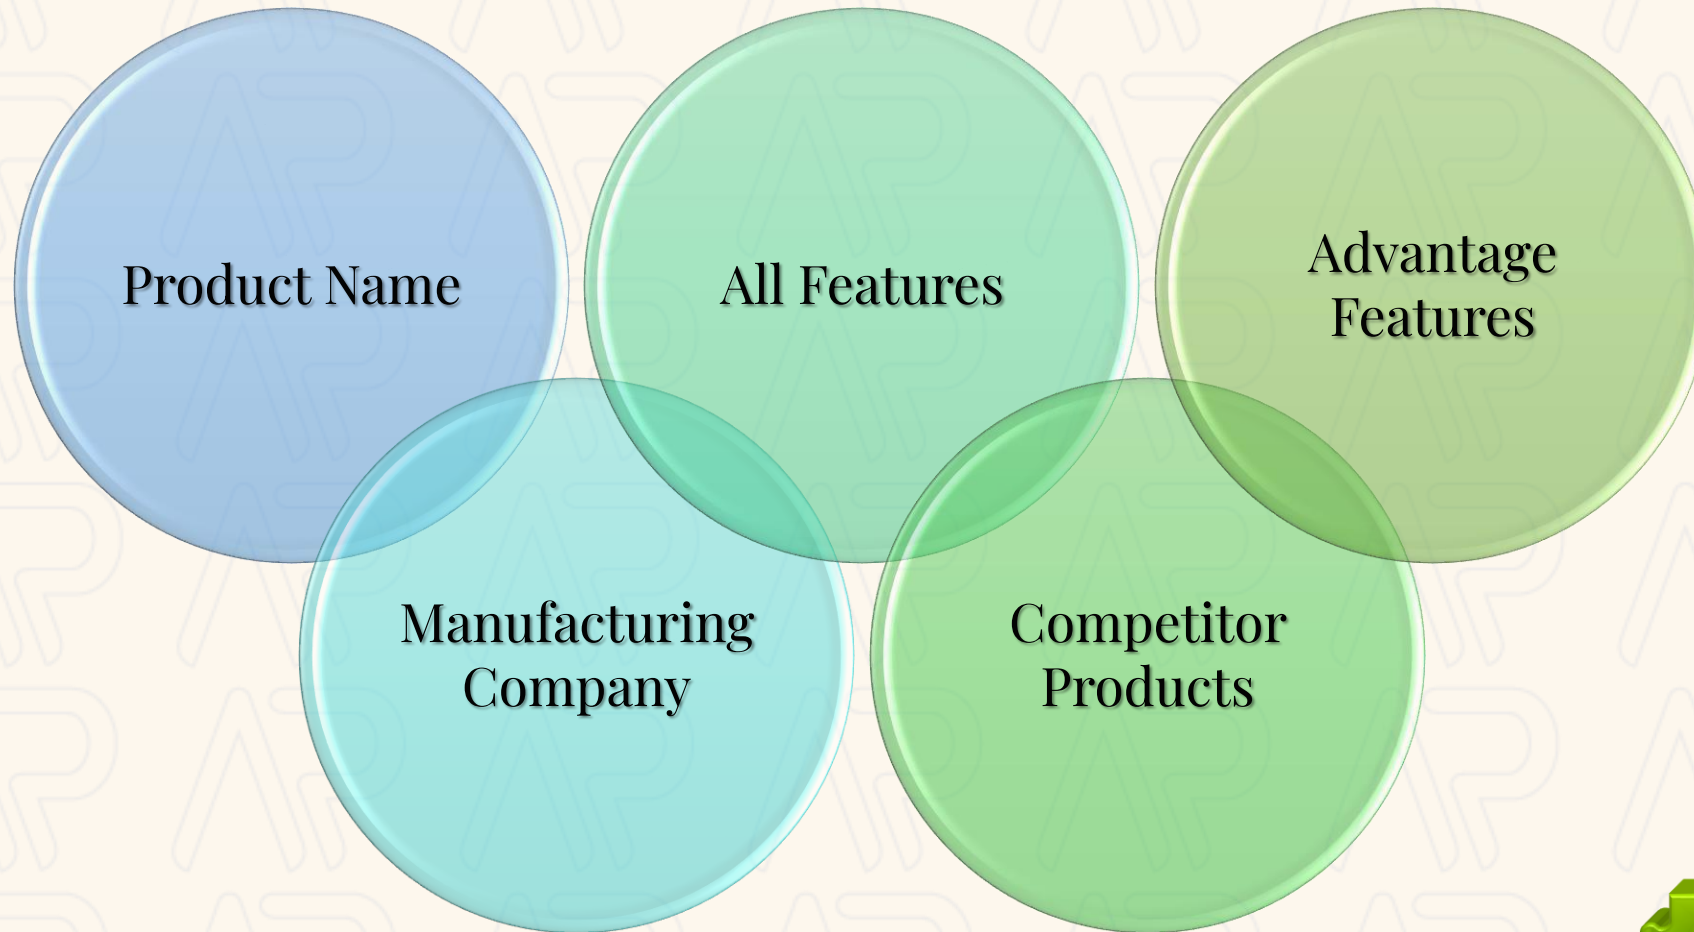 Product Name
All Features
Advantage
Features
Manufacturing
Company
Competitor
Products